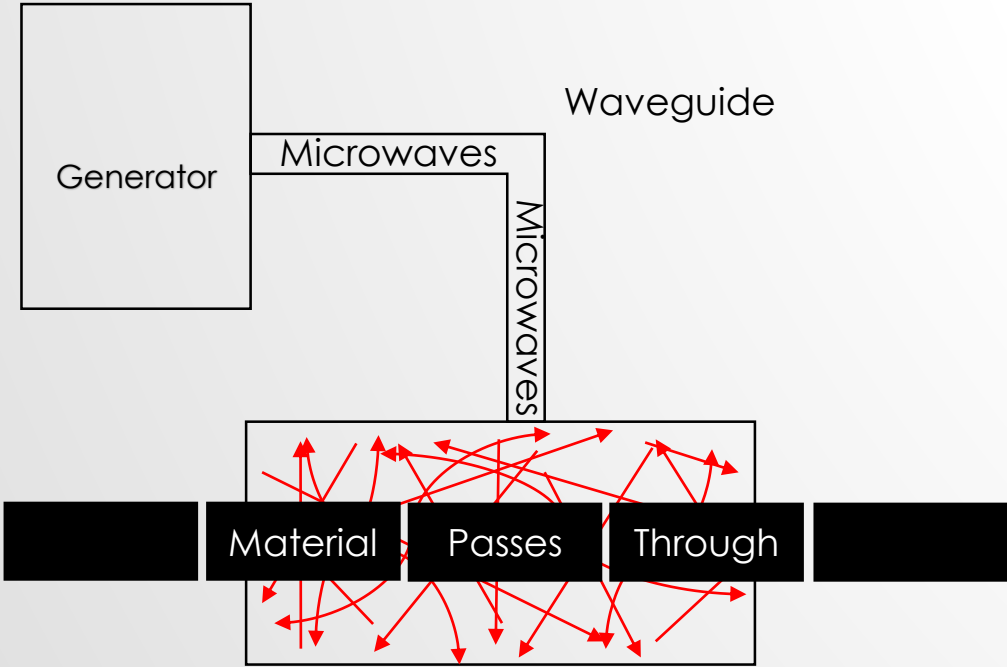 Waveguide
Microwaves
Generator
Microwaves
Material Passes Through